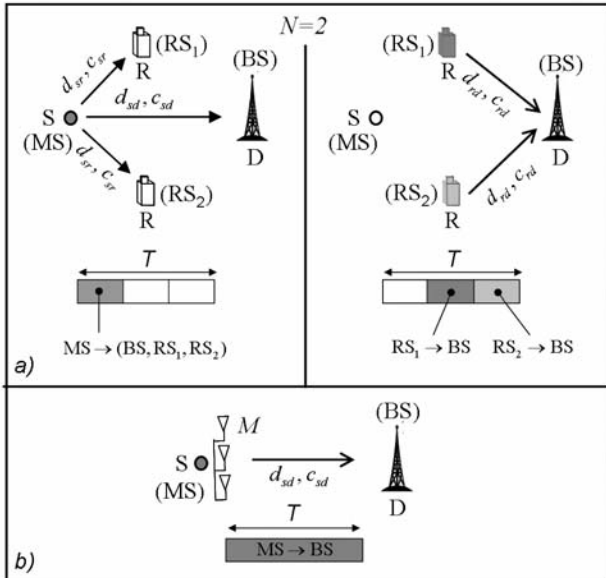 N=2
(RS₁)
R
d_sr, c_sr
(BS)
S
(MS)
d_sd, c_sd
D
d_sr, c_sr
(RS₂)
R
T
MS → (BS, RS₁, RS₂)
a)
(RS₁)
R
d_rd, c_rd
(BS)
S
(MS)
D
(RS₂)
R
d_rd, c_rd
T
RS₁ → BS RS₂ → BS
M
(BS)
S
(MS)
d_sd, c_sd
D
T
MS → BS
b)